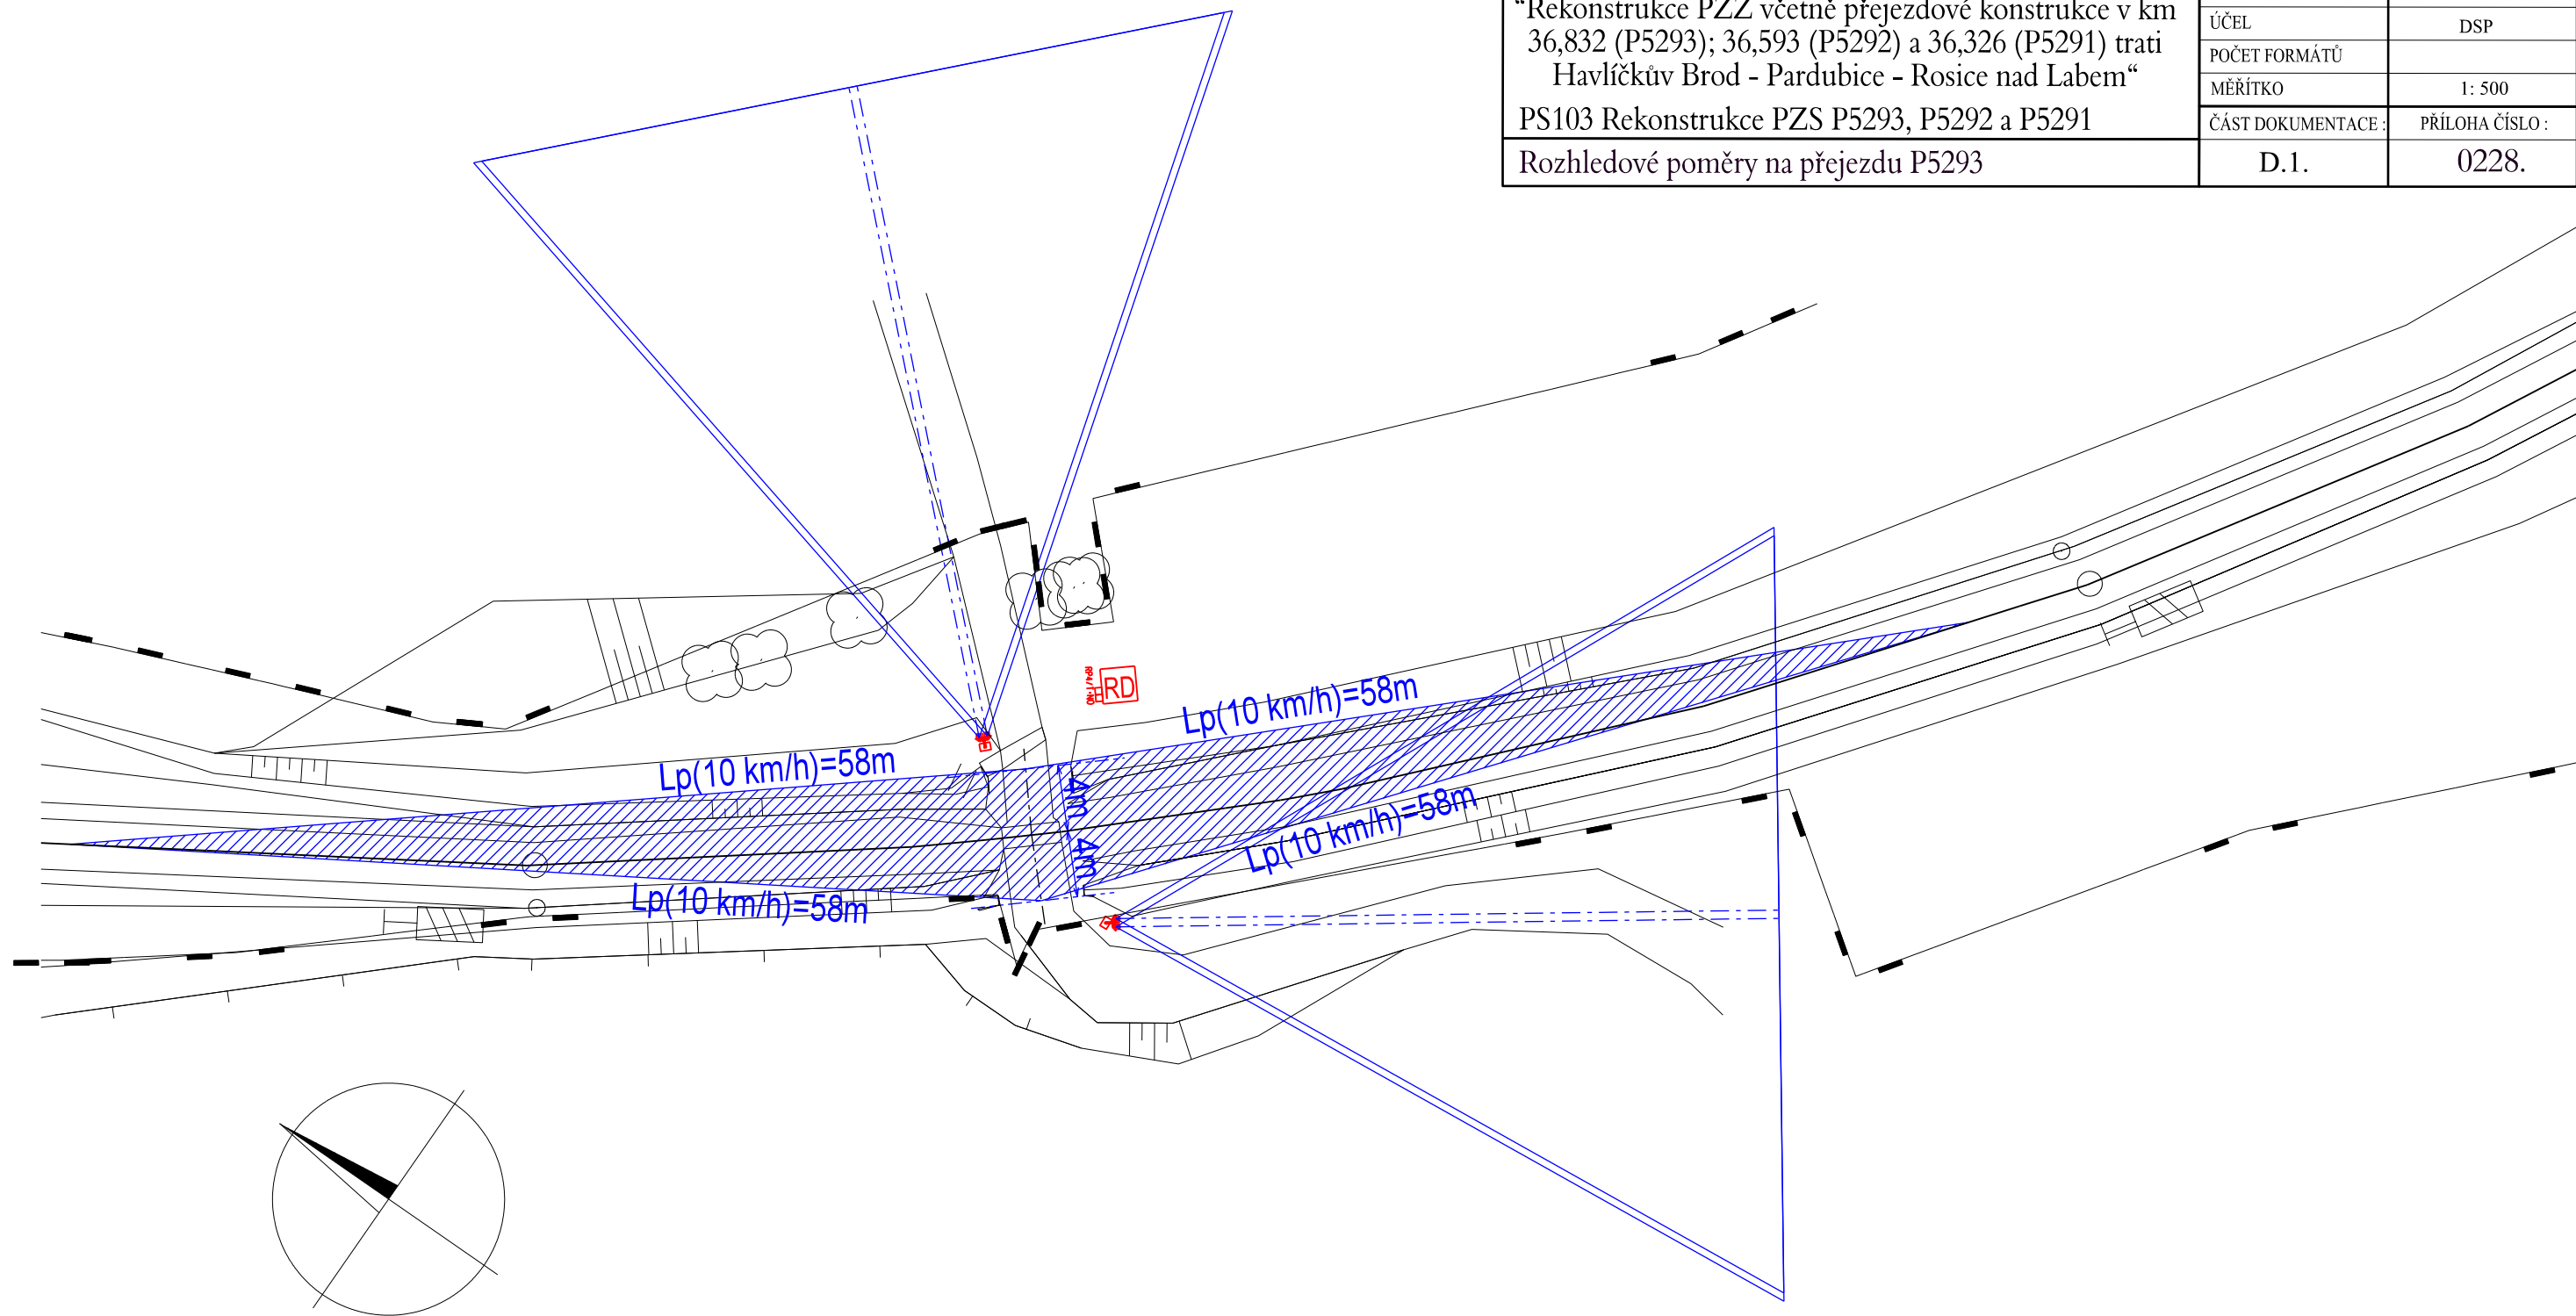 “Rekonstrukce PZZ včetně přejezdové konstrukce v km
36,832 (P5293); 36,593 (P5292) a 36,326 (P5291) trati
Havlíčkův Brod - Pardubice - Rosice nad Labem“
PS103 Rekonstrukce PZS P5293, P5292 a P5291
Rozhledové poměry na přejezdu P5293
ÚČEL
DSP
POČET FORMÁTŮ
MĚŘÍTKO
1: 500
ČÁST DOKUMENTACE :
PŘÍLOHA ČÍSLO :
D.1.
0228.
RD
Lp(10 km/h)=58m
Lp(10 km/h)=58m
4m
4m
Lp(10 km/h)=58m
Lp(10 km/h)=58m